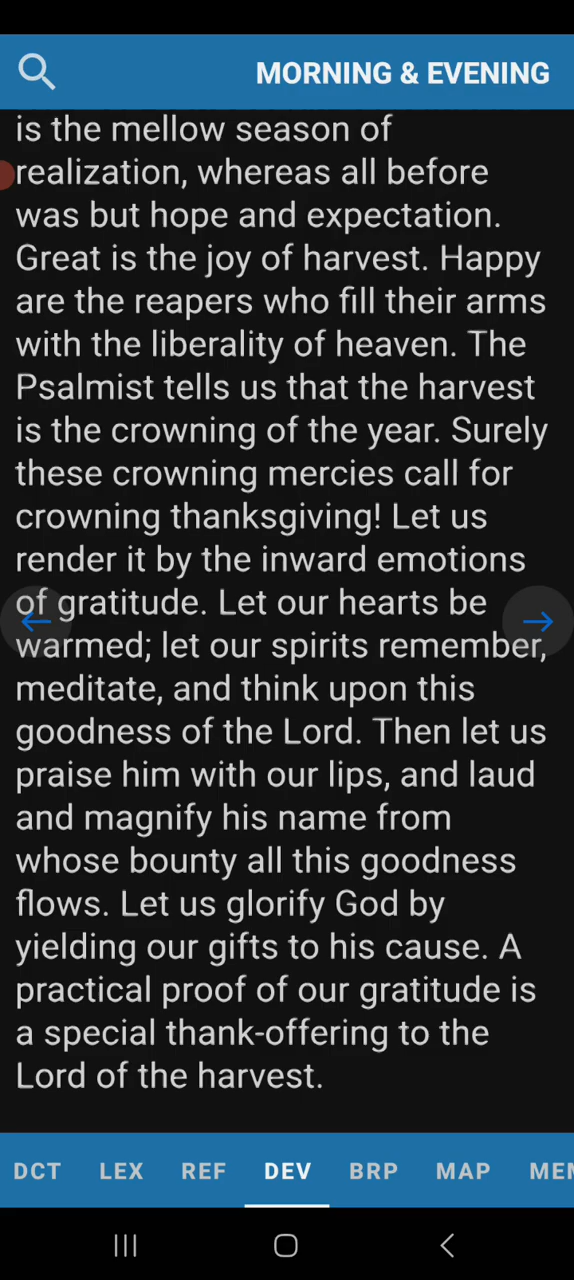 MORNING & EVENING
is the mellow season of
realization, whereas all before
was but hope and expectation.
Great is the joy of harvest. Happy
are the reapers who fill their arms
with the liberality of heaven. The
Psalmist tells us that the harvest
is the crowning of the year. Surely
these crowning mercies call for
crowning thanksgiving! Let us
render it by the inward emotions
of gratitude. Let our hearts be
warmed; let our spirits remember,
meditate, and think upon this
goodness of the Lord. Then let us
praise him with our lips, and laud
and magnify his name from
whose bounty all this goodness
flows. Let us glorify God by
yielding our gifts to his cause. A
practical proof of our gratitude is
a special thank-offering to the
Lord of the harvest.
DCT LEX REF DEV BRP MAP MEM